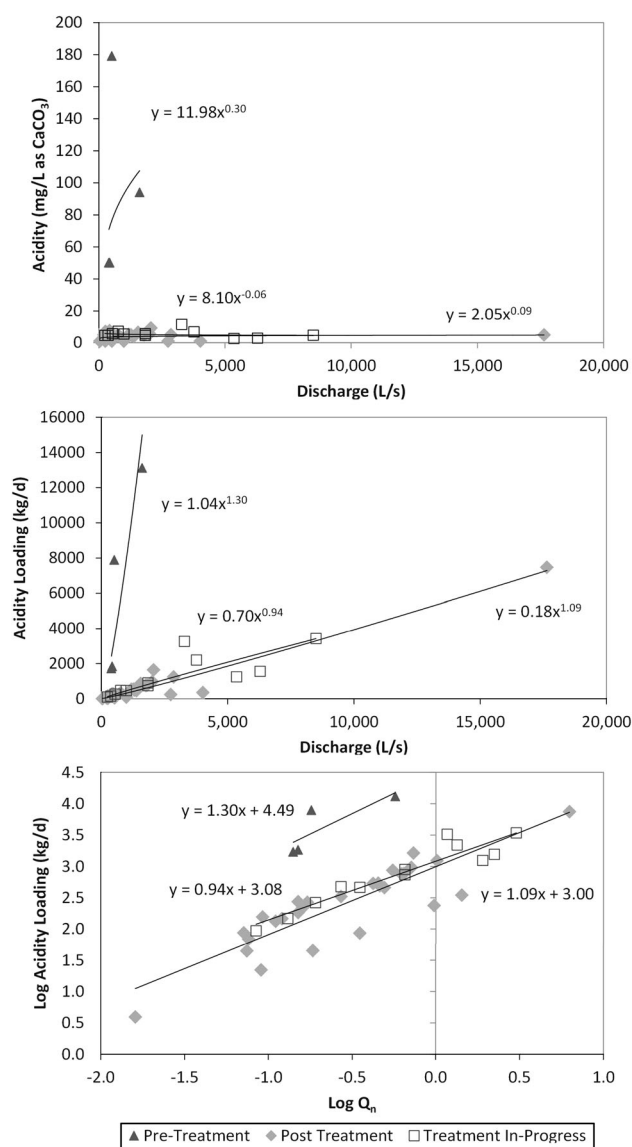 200
180
160
140
120
100
80
60
40
20
0
Acidity (mg/L as CaCO₃)
y = 11.98x^0.30
y = 8.10x^-0.06
y = 2.05x^0.09
0 5,000 10,000 15,000 20,000
Discharge (L/s)
16000
14000
12000
10000
8000
6000
4000
2000
0
Acidity Loading (kg/d)
y = 1.04x^1.30
y = 0.70x^0.94
y = 0.18x^1.09
0 5,000 10,000 15,000 20,000
Discharge (L/s)
4.5
4.0
3.5
3.0
2.5
2.0
1.5
1.0
0.5
0.0
Log Acidity Loading (kg/d)
y = 1.30x + 4.49
y = 0.94x + 3.08
y = 1.09x + 3.00
-2.0 -1.5 -1.0 -0.5 0.0 0.5 1.0
Log Qₙ
Pre-Treatment Post Treatment Treatment In-Progress